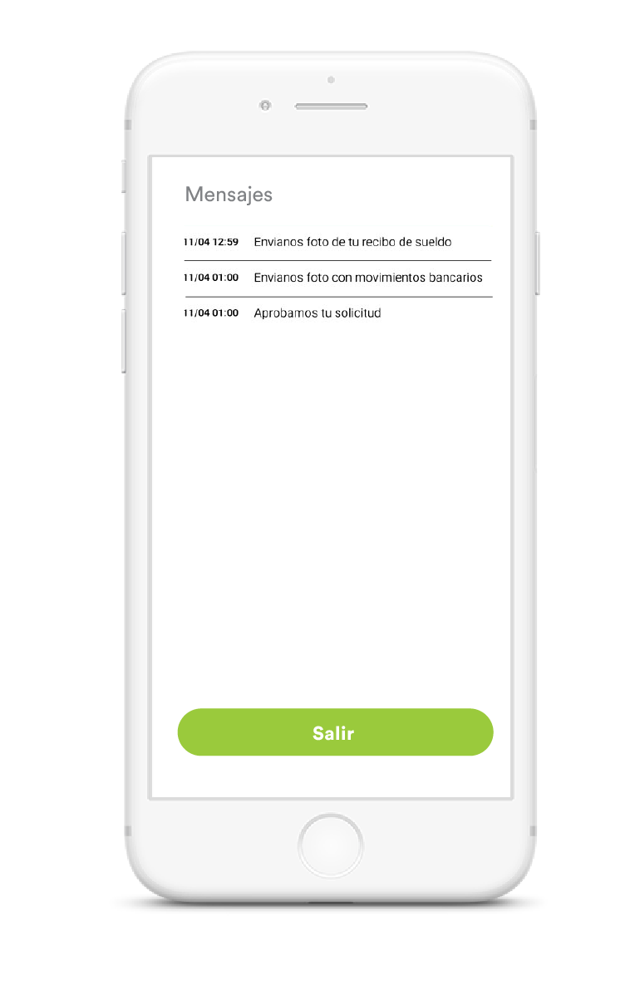 Mensajes
11/04 12:59 Envianos foto de tu recibo de sueldo
11/04 01:00 Envianos foto con movimientos bancarios
11/04 01:00 Aprobamos tu solicitud
Salir